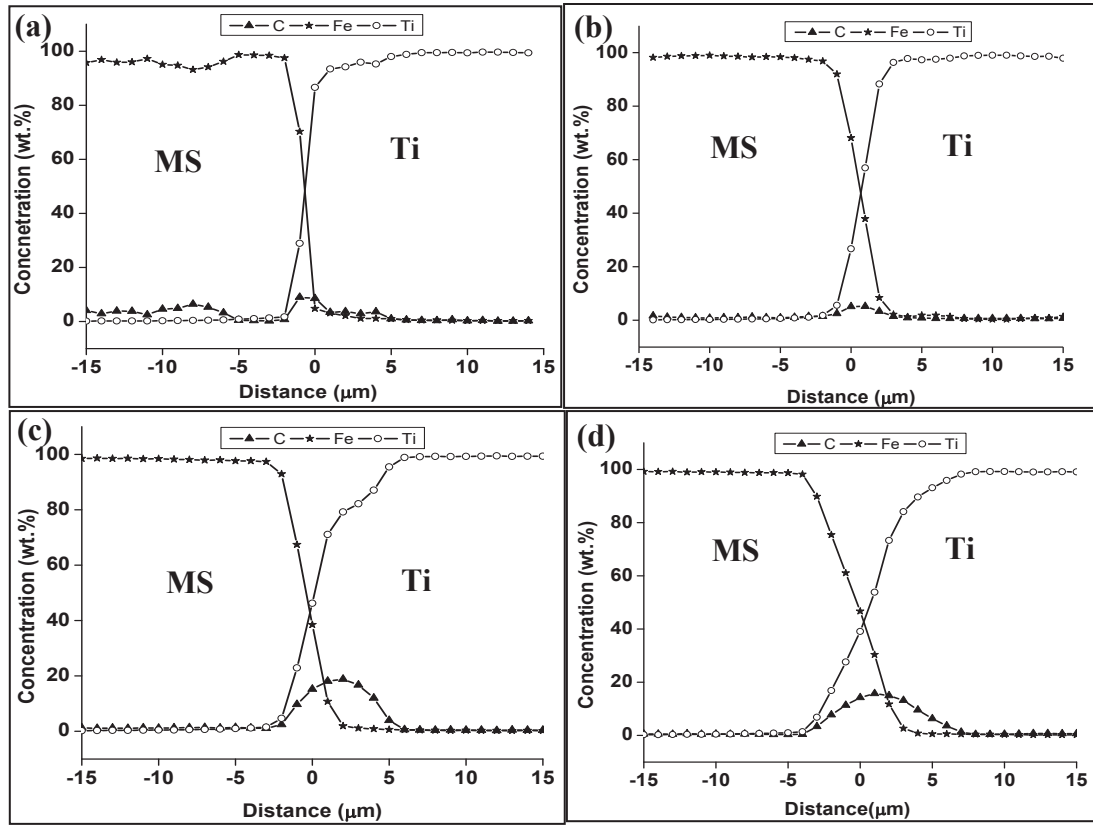 (a)
C Fe Ti
100
80
60
40
20
0
MS
Ti
Concnetration (wt.%)
-15 -10 -5 0 5 10 15
Distance (μm)
(b)
C Fe Ti
100
80
60
40
20
0
MS
Ti
Concentration (wt.%)
-15 -10 -5 0 5 10 15
Distance (μm)
(c)
C Fe Ti
100
80
60
40
20
0
MS
Ti
Concentration (wt.%)
-15 -10 -5 0 5 10 15
Distance (μm)
(d)
C Fe Ti
100
80
60
40
20
0
MS
Ti
Concentration (wt.%)
-15 -10 -5 0 5 10 15
Distance(μm)